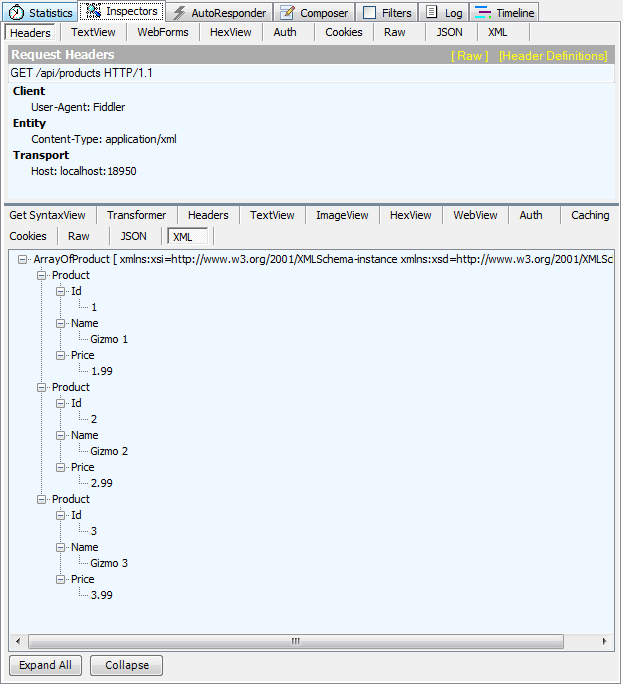 Statistics Inspectors AutoResponder Composer Filters Log Timeline
Headers TextView WebForms HexView Auth Cookies Raw JSON XML
Request Headers [ Raw ] [Header Definitions]
GET /api/products HTTP/1.1
Client
User-Agent: Fiddler
Entity
Content-Type: application/xml
Transport
Host: localhost:18950
Get SyntaxView Transformer Headers TextView ImageView HexView WebView Auth Caching
Cookies Raw JSON XML
ArrayOfProduct [ xmlns:xsi=http://www.w3.org/2001/XMLSchema-instance xmlns:xsd=http://www.w3.org/2001/XMLSc
Product
Id
1
Name
Gizmo 1
Price
1.99
Product
Id
2
Name
Gizmo 2
Price
2.99
Product
Id
3
Name
Gizmo 3
Price
3.99
Expand All Collapse